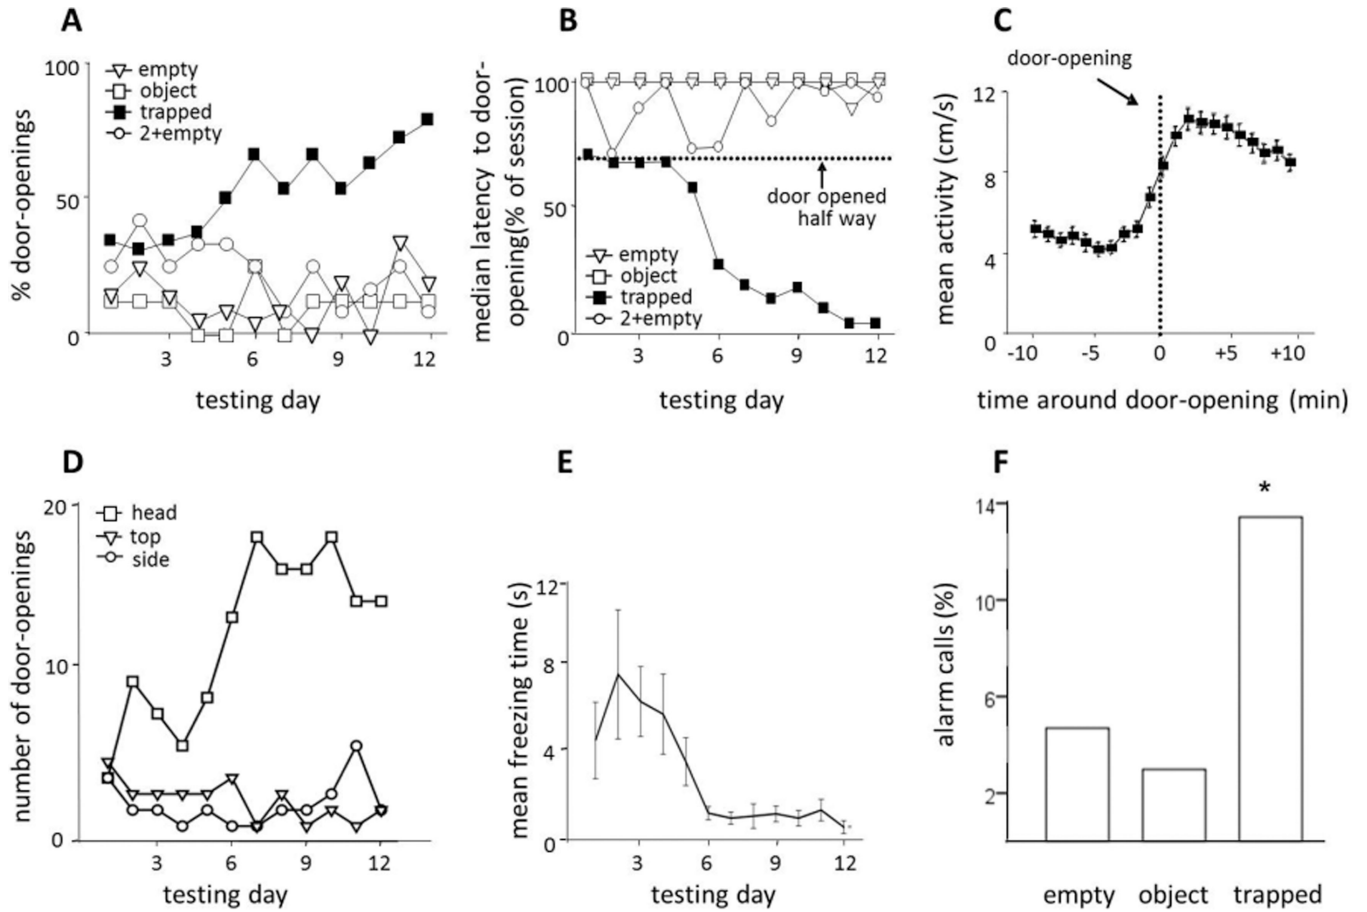 A
% door-openings
100
50
0
empty
object
trapped
2+empty
3
6
9
12
testing day
B
median latency to door-
opening(% of session)
100
50
0
door opened
half way
empty
object
trapped
2+empty
3
6
9
12
testing day
C
door-opening
mean activity (cm/s)
12
8
4
0
-10
-5
0
+5
+10
time around door-opening (min)
D
number of door-openings
20
10
0
head
top
side
3
6
9
12
testing day
E
mean freezing time (s)
12
8
4
0
3
6
9
12
testing day
F
alarm calls (%)
14
10
6
2
*
empty
object
trapped